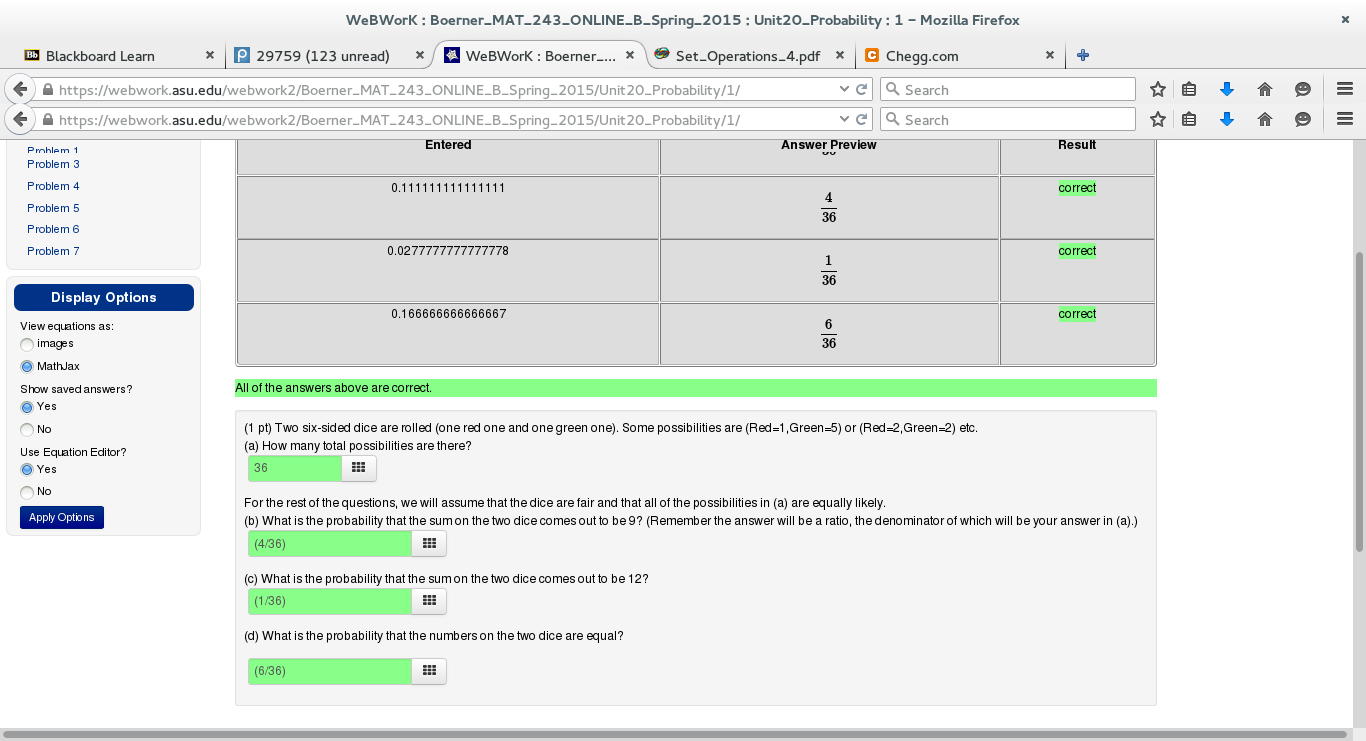 WeBWorK : Boerner_MAT_243_ONLINE_B_Spring_2015 : Unit20_Probability : 1 – Mozilla Firefox
Bb Blackboard Learn
29759 (123 unread)
WeBWorK : Boerner_...
Set_Operations_4.pdf
Chegg.com
https://webwork.asu.edu/webwork2/Boerner_MAT_243_ONLINE_B_Spring_2015/Unit20_Probability/1/
Search
https://webwork.asu.edu/webwork2/Boerner_MAT_243_ONLINE_B_Spring_2015/Unit20_Probability/1/
Search
Problem 1
Problem 3
Problem 4
Problem 5
Problem 6
Problem 7
Display Options
View equations as:
images
MathJax
Show saved answers?
Yes
No
Use Equation Editor?
Yes
No
Apply Options
Entered Answer Preview Result
0.111111111111111 4/36 correct
0.0277777777777778 1/36 correct
0.166666666666667 6/36 correct
All of the answers above are correct.
(1 pt) Two six-sided dice are rolled (one red one and one green one). Some possibilities are (Red=1,Green=5) or (Red=2,Green=2) etc.
(a) How many total possibilities are there?
36
For the rest of the questions, we will assume that the dice are fair and that all of the possibilities in (a) are equally likely.
(b) What is the probability that the sum on the two dice comes out to be 9? (Remember the answer will be a ratio, the denominator of which will be your answer in (a).)
(4/36)
(c) What is the probability that the sum on the two dice comes out to be 12?
(1/36)
(d) What is the probability that the numbers on the two dice are equal?
(6/36)